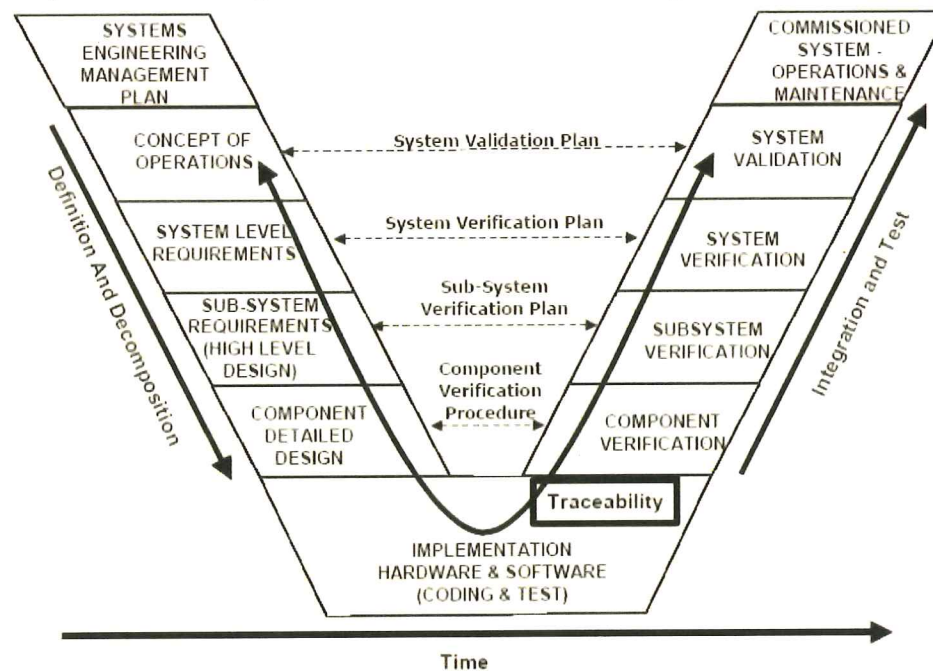 SYSTEMS
ENGINEERING
MANAGEMENT
PLAN
COMMISSIONED
SYSTEM -
OPERATIONS &
MAINTENANCE
CONCEPT OF
OPERATIONS
System Validation Plan
SYSTEM
VALIDATION
SYSTEM LEVEL
REQUIREMENTS
System Verification Plan
SYSTEM
VERIFICATION
SUB-SYSTEM
REQUIREMENTS
(HIGH LEVEL
DESIGN)
Sub-System
Verification Plan
SUBSYSTEM
VERIFICATION
COMPONENT
DETAILED
DESIGN
Component
Verification
Procedure
COMPONENT
VERIFICATION
Definition And Decomposition
Integration and Test
Traceability
IMPLEMENTATION
HARDWARE & SOFTWARE
(CODING & TEST)
Time